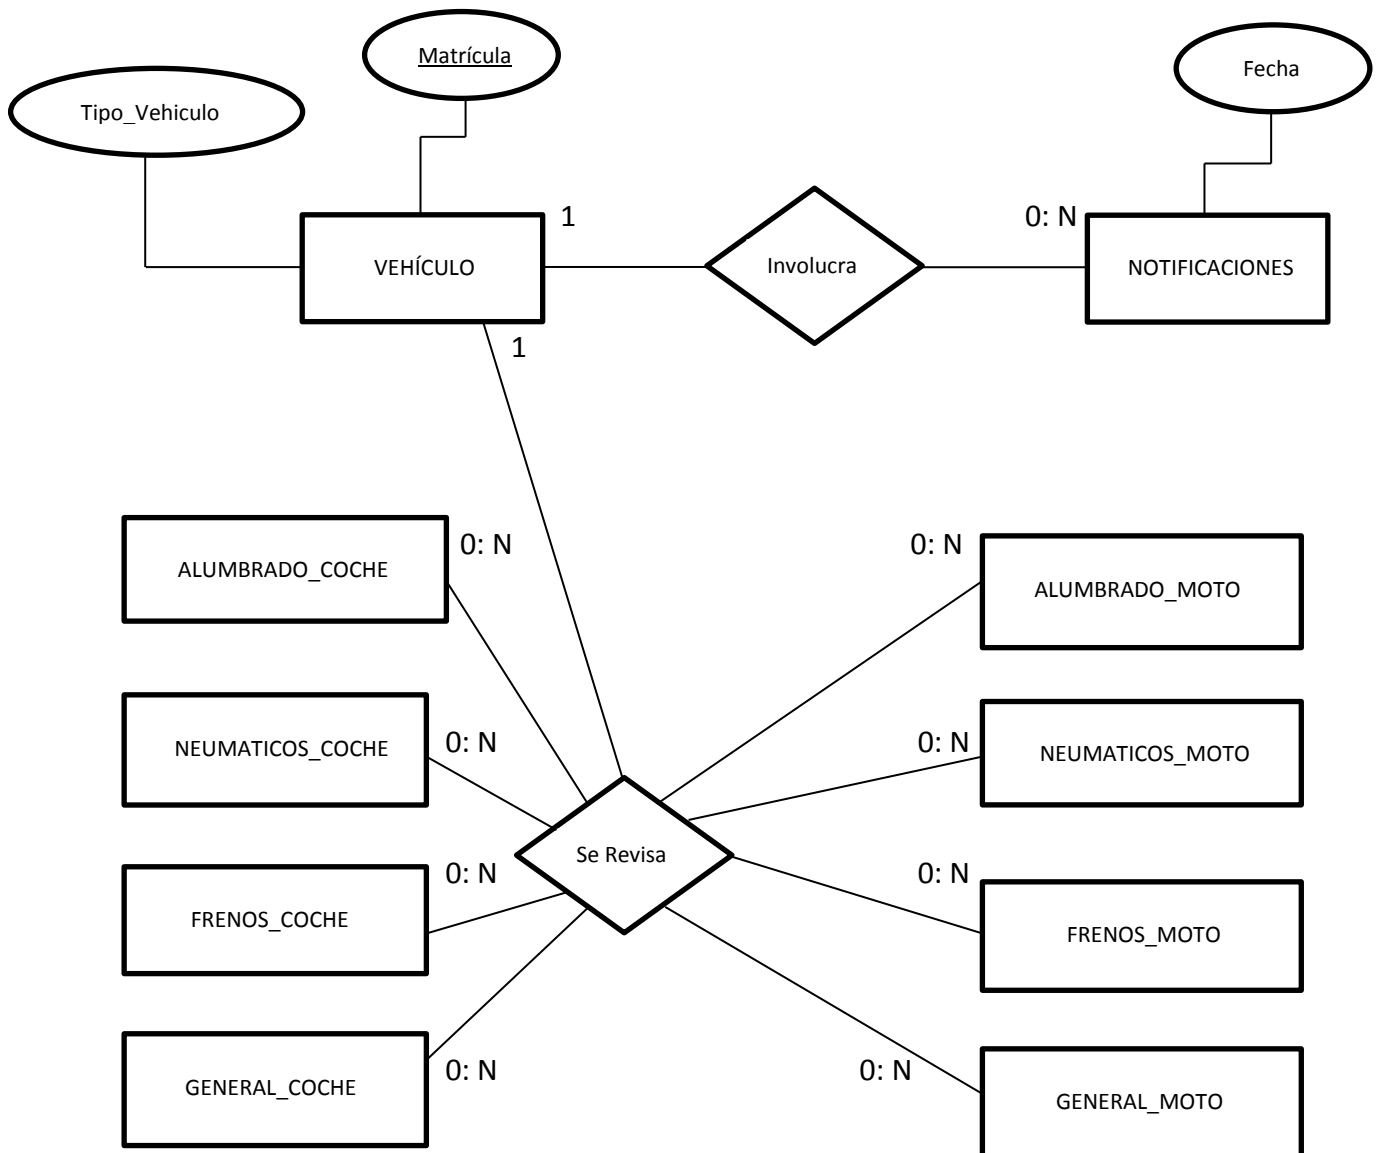 Matrícula
Fecha
Tipo_Vehiculo
1
0: N
VEHÍCULO
Involucra
NOTIFICACIONES
1
ALUMBRADO_COCHE
0: N
0: N
ALUMBRADO_MOTO
NEUMATICOS_COCHE
0: N
0: N
NEUMATICOS_MOTO
Se Revisa
0: N
0: N
FRENOS_COCHE
FRENOS_MOTO
0: N
0: N
GENERAL_COCHE
GENERAL_MOTO